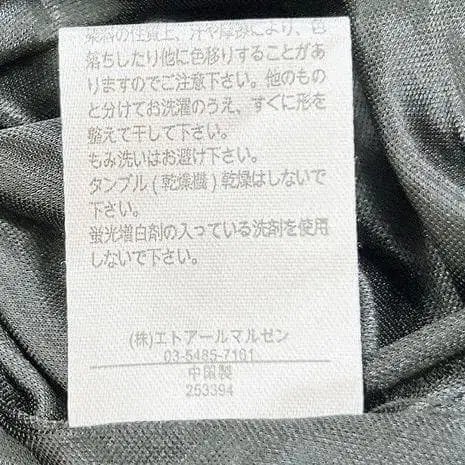 染料の性質上、汗や摩擦により、色
落ちしたり他に色移りすることがあ
りますのでご注意下さい。他のもの
と分けてお洗濯のうえ、すぐに形を
整えて干して下さい。
もみ洗いはお避け下さい。
タンブル(乾燥機)乾燥はしないで
下さい。
蛍光増白剤の入っている洗剤を使用
しないで下さい。
(株)エトアールマルゼン
03-5485-7101
中国製
253394